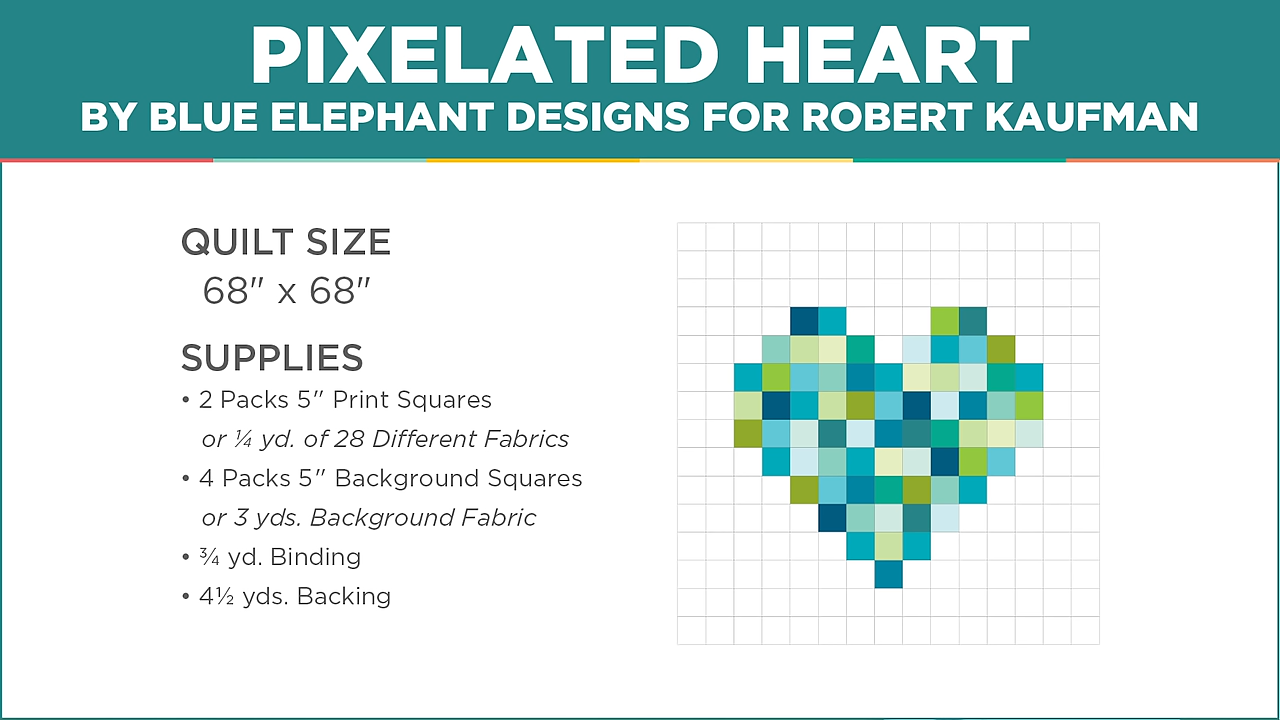 PIXELATED HEART
BY BLUE ELEPHANT DESIGNS FOR ROBERT KAUFMAN
QUILT SIZE
68" x 68"
SUPPLIES
• 2 Packs 5" Print Squares
or ¼ yd. of 28 Different Fabrics
• 4 Packs 5" Background Squares
or 3 yds. Background Fabric
• ¾ yd. Binding
• 4½ yds. Backing